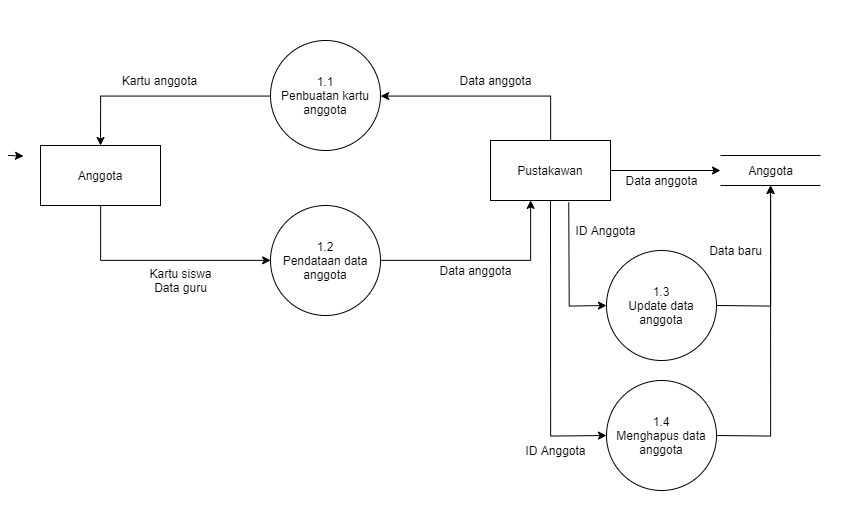 Kartu anggota
1.1
Penbuatan kartu
anggota
Data anggota
Anggota
Pustakawan
Data anggota
Anggota
1.2
Pendataan data
anggota
Kartu siswa
Data guru
Data anggota
ID Anggota
Data baru
1.3
Update data
anggota
1.4
Menghapus data
anggota
ID Anggota